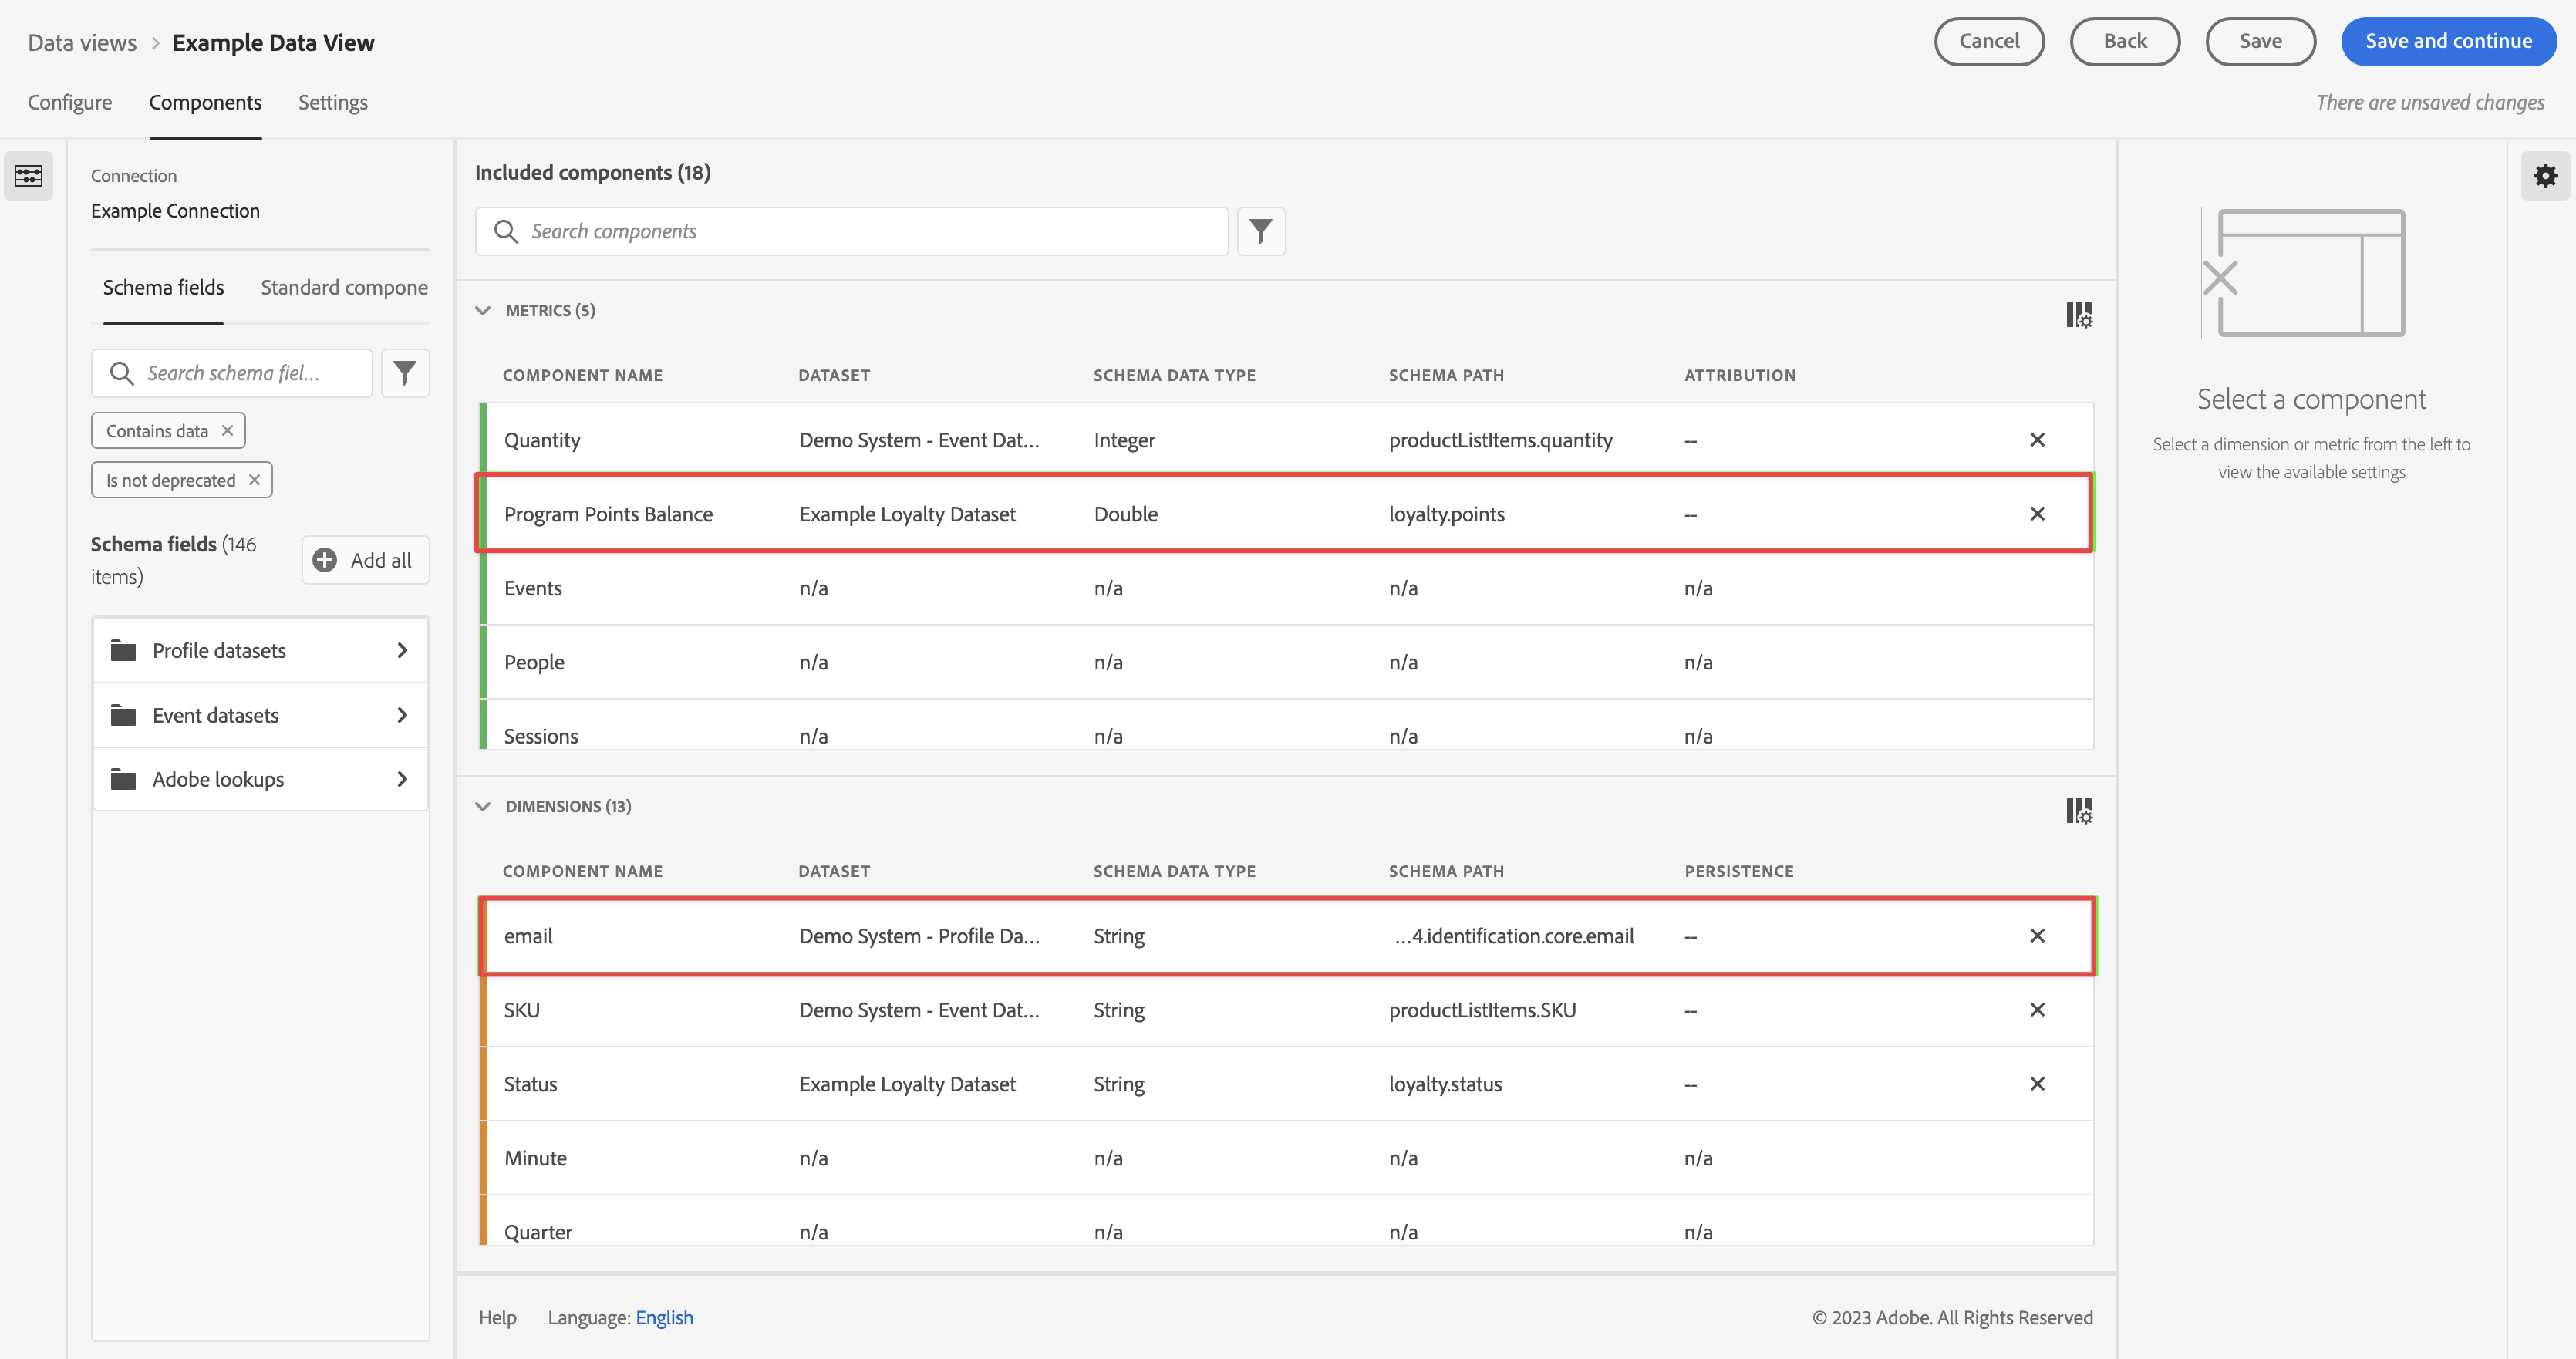 Data views > Example Data View
Cancel
Back
Save
Save and continue
Configure
Components
Settings
There are unsaved changes
Connection
Example Connection
Schema fields
Standard componen
Search schema fiel...
Contains data
Is not deprecated
Schema fields (146
items)
Add all
Profile datasets
Event datasets
Adobe lookups
Included components (18)
Search components
METRICS (5)
COMPONENT NAME DATASET SCHEMA DATA TYPE SCHEMA PATH ATTRIBUTION
Quantity Demo System - Event Dat... Integer productListItems.quantity --
Program Points Balance Example Loyalty Dataset Double loyalty.points --
Events n/a n/a n/a n/a
People n/a n/a n/a n/a
Sessions n/a n/a n/a n/a
DIMENSIONS (13)
COMPONENT NAME DATASET SCHEMA DATA TYPE SCHEMA PATH PERSISTENCE
email Demo System - Profile Da... String ...4.identification.core.email --
SKU Demo System - Event Dat... String productListItems.SKU --
Status Example Loyalty Dataset String loyalty.status --
Minute n/a n/a n/a n/a
Quarter n/a n/a n/a n/a
Select a component
Select a dimension or metric from the left to
view the available settings
Help Language: English
© 2023 Adobe. All Rights Reserved